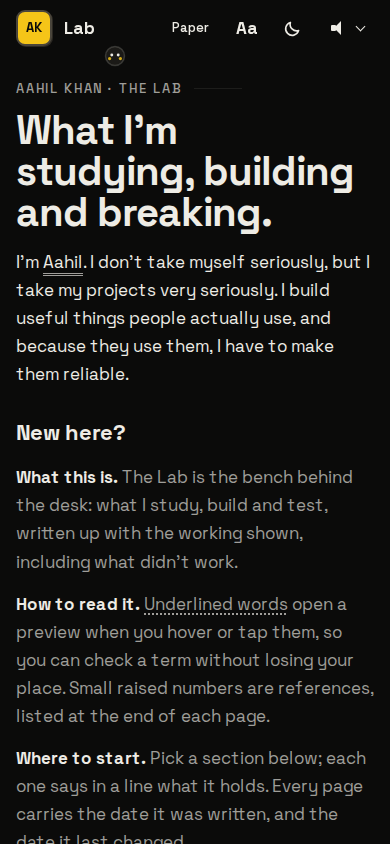 AK Lab Paper Aa
AAHIL KHAN · THE LAB
What I’m
studying, building
and breaking.
I’m Aahil. I don’t take myself seriously, but I
take my projects very seriously. I build
useful things people actually use, and
because they use them, I have to make
them reliable.
New here?
What this is. The Lab is the bench behind
the desk: what I study, build and test,
written up with the working shown,
including what didn’t work.
How to read it. Underlined words open a
preview when you hover or tap them, so
you can check a term without losing your
place. Small raised numbers are references,
listed at the end of each page.
Where to start. Pick a section below; each
one says in a line what it holds. Every page
carries the date it was written, and the
date it last changed.